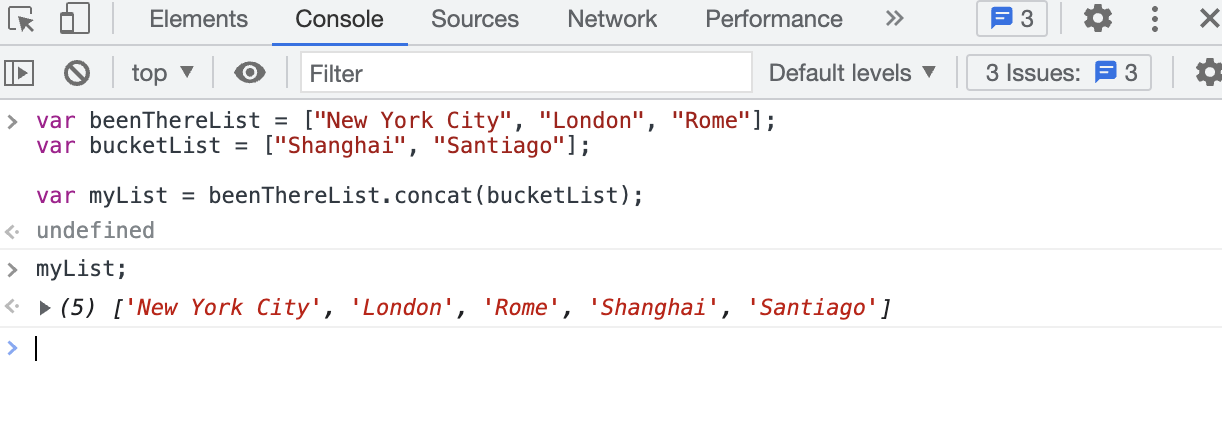 Elements Console Sources Network Performance » 3
top ▼ Filter Default levels ▼ 3 Issues: 3
> var beenThereList = ["New York City", "London", "Rome"];
var bucketList = ["Shanghai", "Santiago"];
var myList = beenThereList.concat(bucketList);
undefined
> myList;
(5) ['New York City', 'London', 'Rome', 'Shanghai', 'Santiago']
>